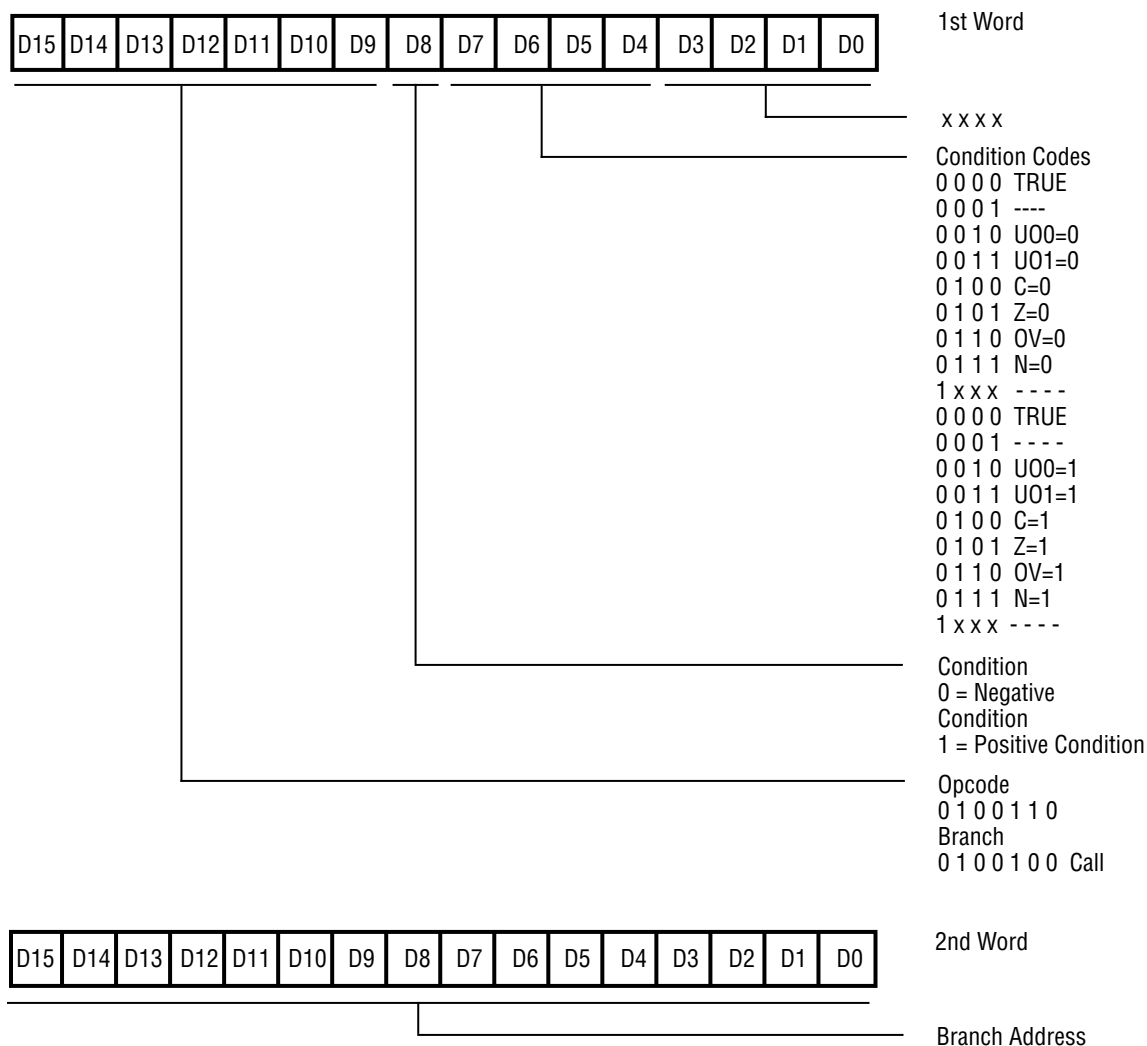 D15 D14 D13 D12 D11 D10 D9 D8 D7 D6 D5 D4 D3 D2 D1 D0
1st Word
x x x x
Condition Codes
0 0 0 0 TRUE
0 0 0 1 ----
0 0 1 0 UO0=0
0 0 1 1 UO1=0
0 1 0 0 C=0
0 1 0 1 Z=0
0 1 1 0 OV=0
0 1 1 1 N=0
1 x x x - - - -
0 0 0 0 TRUE
0 0 0 1 - - - -
0 0 1 0 UO0=1
0 0 1 1 UO1=1
0 1 0 0 C=1
0 1 0 1 Z=1
0 1 1 0 OV=1
0 1 1 1 N=1
1 x x x - - - -
Condition
0 = Negative
Condition
1 = Positive Condition
Opcode
0 1 0 0 1 1 0
Branch
0 1 0 0 1 0 0 Call
D15 D14 D13 D12 D11 D10 D9 D8 D7 D6 D5 D4 D3 D2 D1 D0
2nd Word
Branch Address